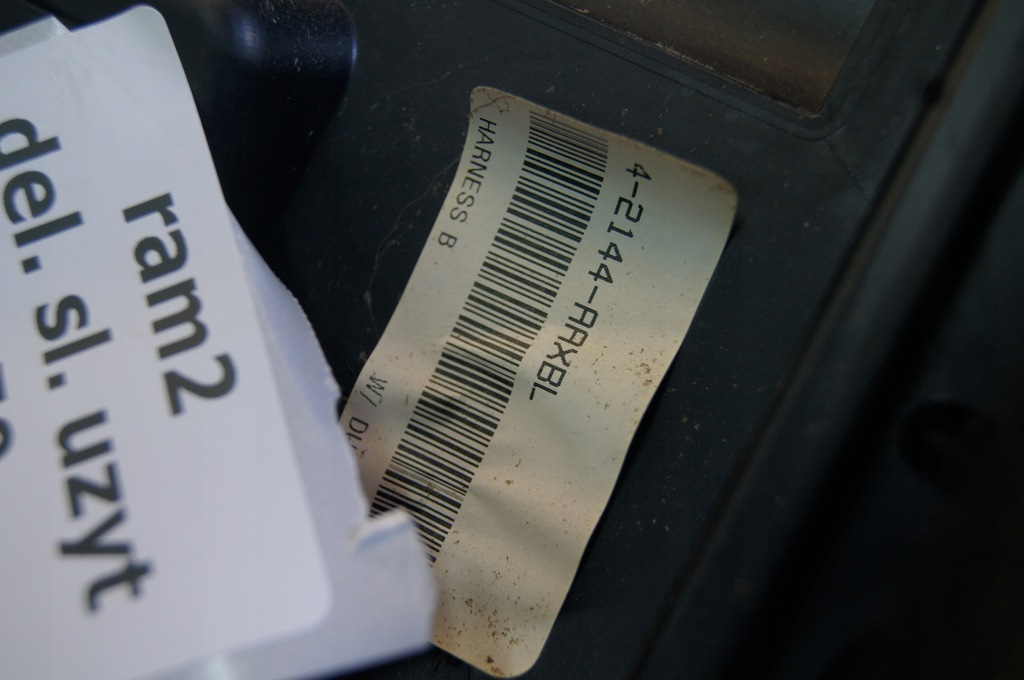 ram2
del. sl. uzyt
4-2144-AAXBL
HARNESS B
W/